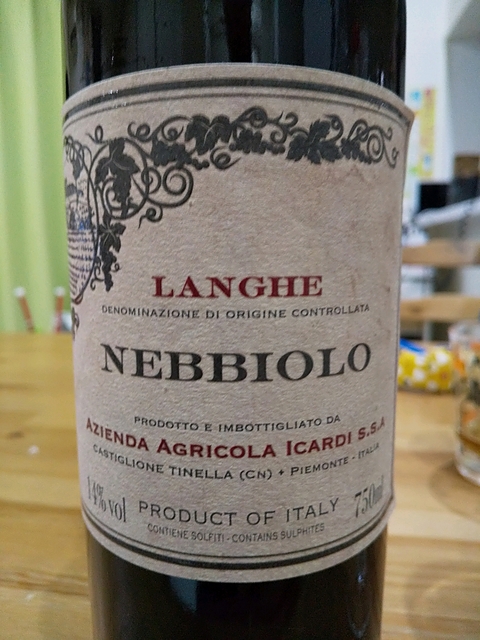 LANGHE
DENOMINAZIONE DI ORIGINE CONTROLLATA
NEBBIOLO
PRODOTTO E IMBOTTIGLIATO DA
AZIENDA AGRICOLA ICARDI S.S.A
CASTIGLIONE TINELLA (CN) + PIEMONTE - ITALIA
14% vol PRODUCT OF ITALY 750ml
CONTIENE SOLFITI - CONTAINS SULPHITES